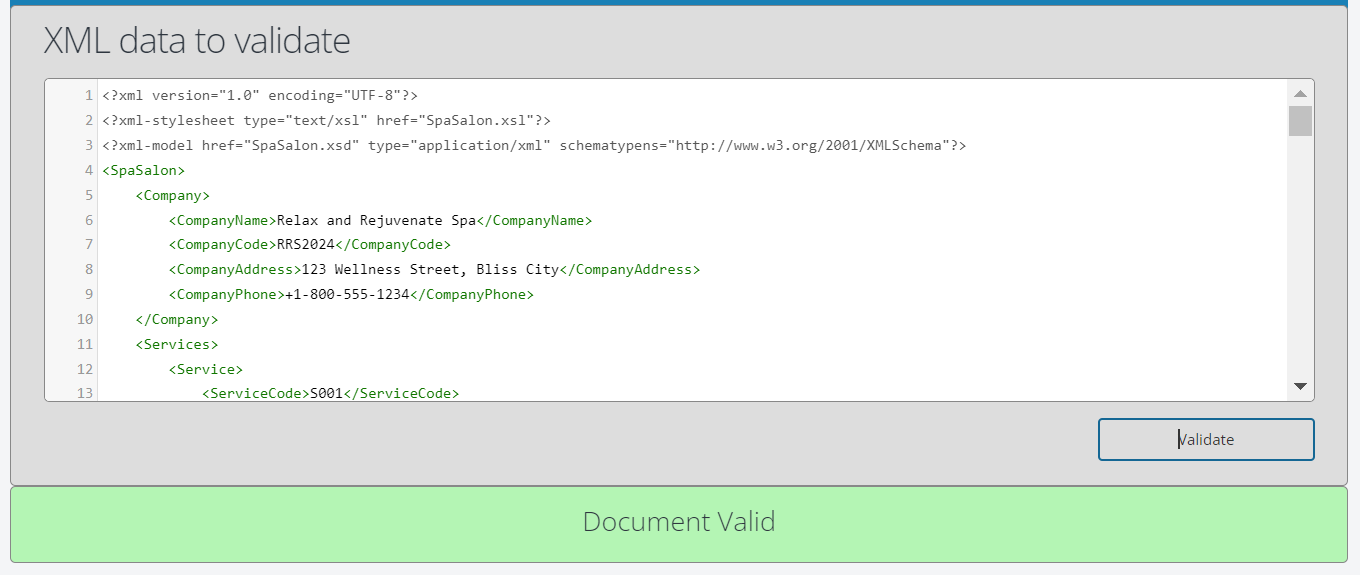 XML data to validate
1 <?xml version="1.0" encoding="UTF-8"?>
2 <?xml-stylesheet type="text/xsl" href="SpaSalon.xsl"?>
3 <?xml-model href="SpaSalon.xsd" type="application/xml" schematypens="http://www.w3.org/2001/XMLSchema"?>
4 <SpaSalon>
5     <Company>
6         <CompanyName>Relax and Rejuvenate Spa</CompanyName>
7         <CompanyCode>RRS2024</CompanyCode>
8         <CompanyAddress>123 Wellness Street, Bliss City</CompanyAddress>
9         <CompanyPhone>+1-800-555-1234</CompanyPhone>
10     </Company>
11     <Services>
12         <Service>
13             <ServiceCode>S001</ServiceCode>
Validate
Document Valid